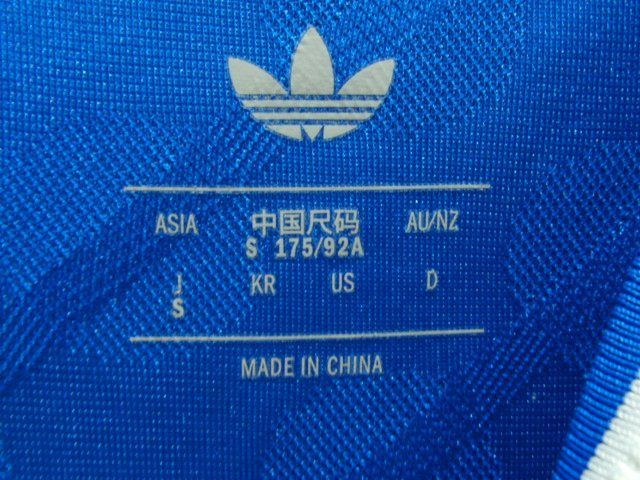 ASIA 中国尺码 AU/NZ
S 175/92A
J KR US D
S
MADE IN CHINA